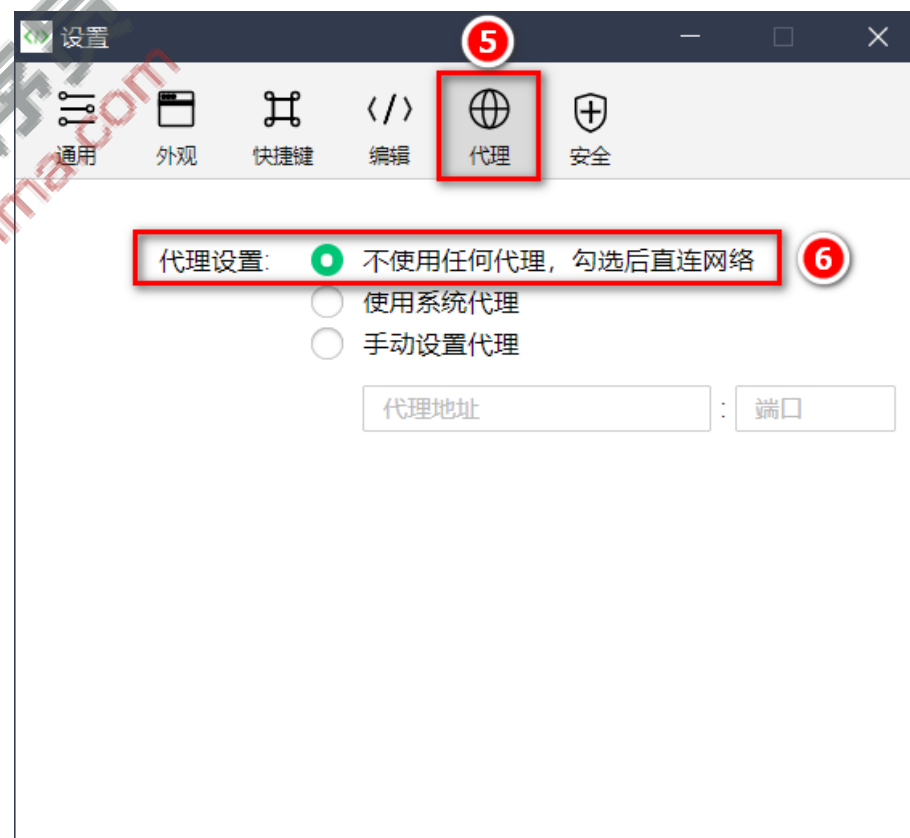 设置
5
通用 外观 快捷键 编辑 代理 安全
代理设置: 不使用任何代理，勾选后直连网络 6
使用系统代理
手动设置代理
代理地址 : 端口